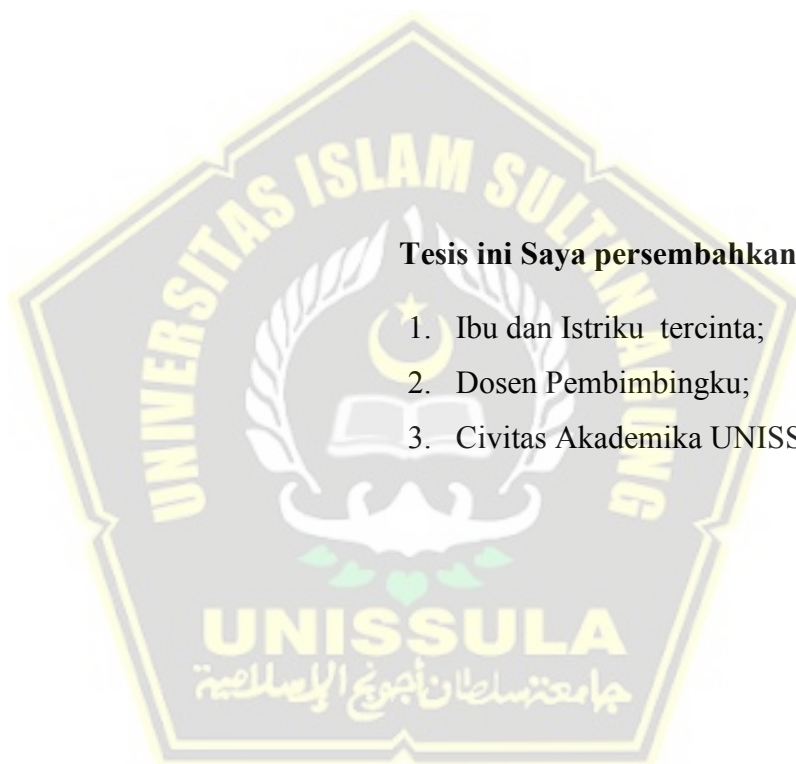 UNIVERSITAS ISLAM SULTAN AGUNG
Tesis ini Saya persembahkan
1. Ibu dan Istriku tercinta;
2. Dosen Pembimbingku;
3. Civitas Akademika UNISS
UNISSULA
جامعة سلطان أجونج الإسلامية